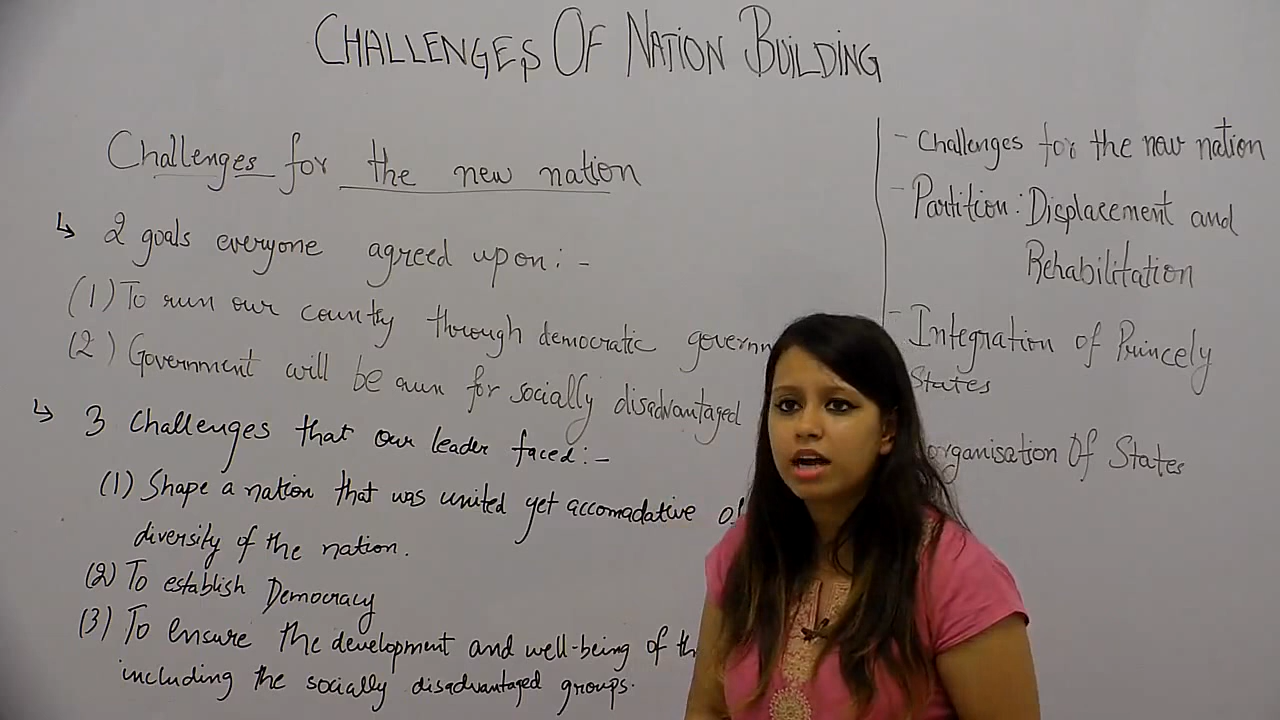 CHALLENGES OF NATION BUILDING
Challenges for the new nation
↳ 2 goals everyone agreed upon:-
(1) To run our country through democratic governm
(2) Government will be run for socially disadvantaged
↳ 3 Challenges that our leader faced:-
(1) Shape a nation that was united yet accomadative of
diversity of the nation.
(2) To establish Democracy
(3) To ensure the development and well-being of th
including the socially disadvantaged groups.
- Challenges for the new nation
- Partition: Displacement and
Rehabilitation
- Integration of Princely
States
organisation Of States